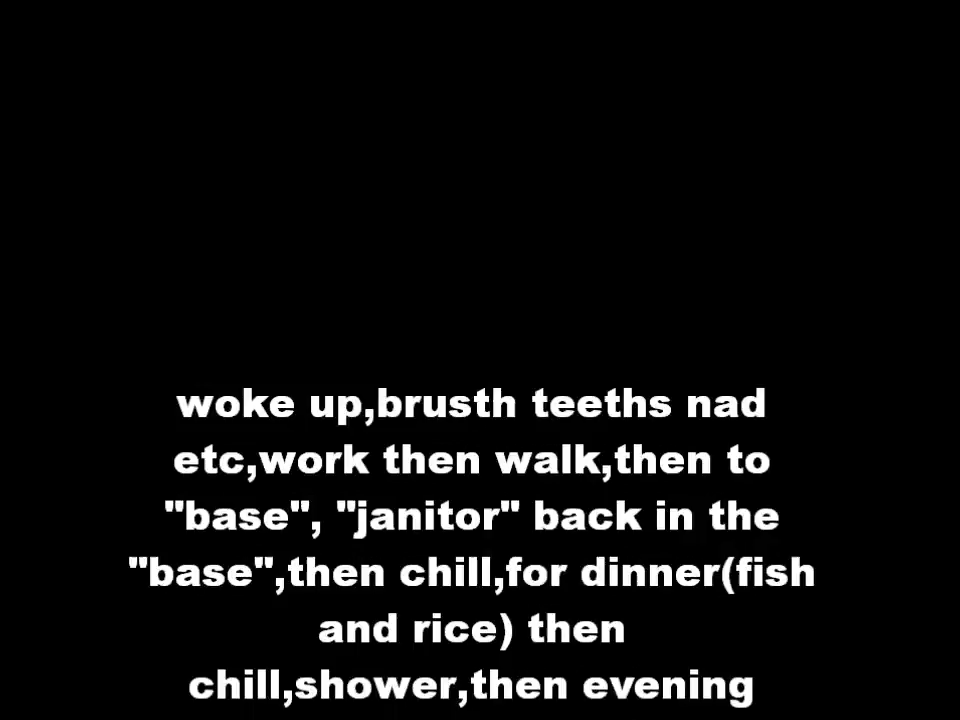 woke up,brusth teeths nad
etc,work then walk,then to
"base", "janitor" back in the
"base",then chill,for dinner(fish
and rice) then
chill,shower,then evening